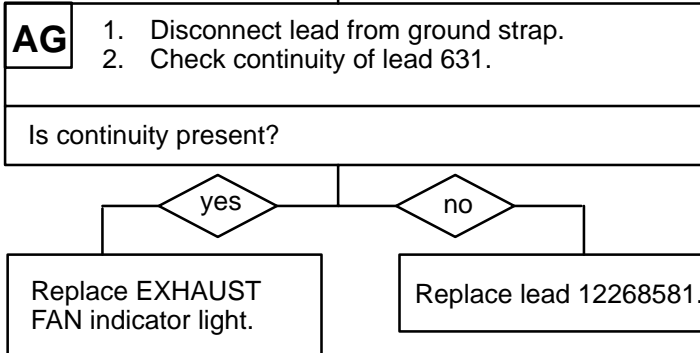 AG
1. Disconnect lead from ground strap.
2. Check continuity of lead 631.
Is continuity present?
yes
no
Replace EXHAUST
FAN indicator light.
Replace lead 12268581.